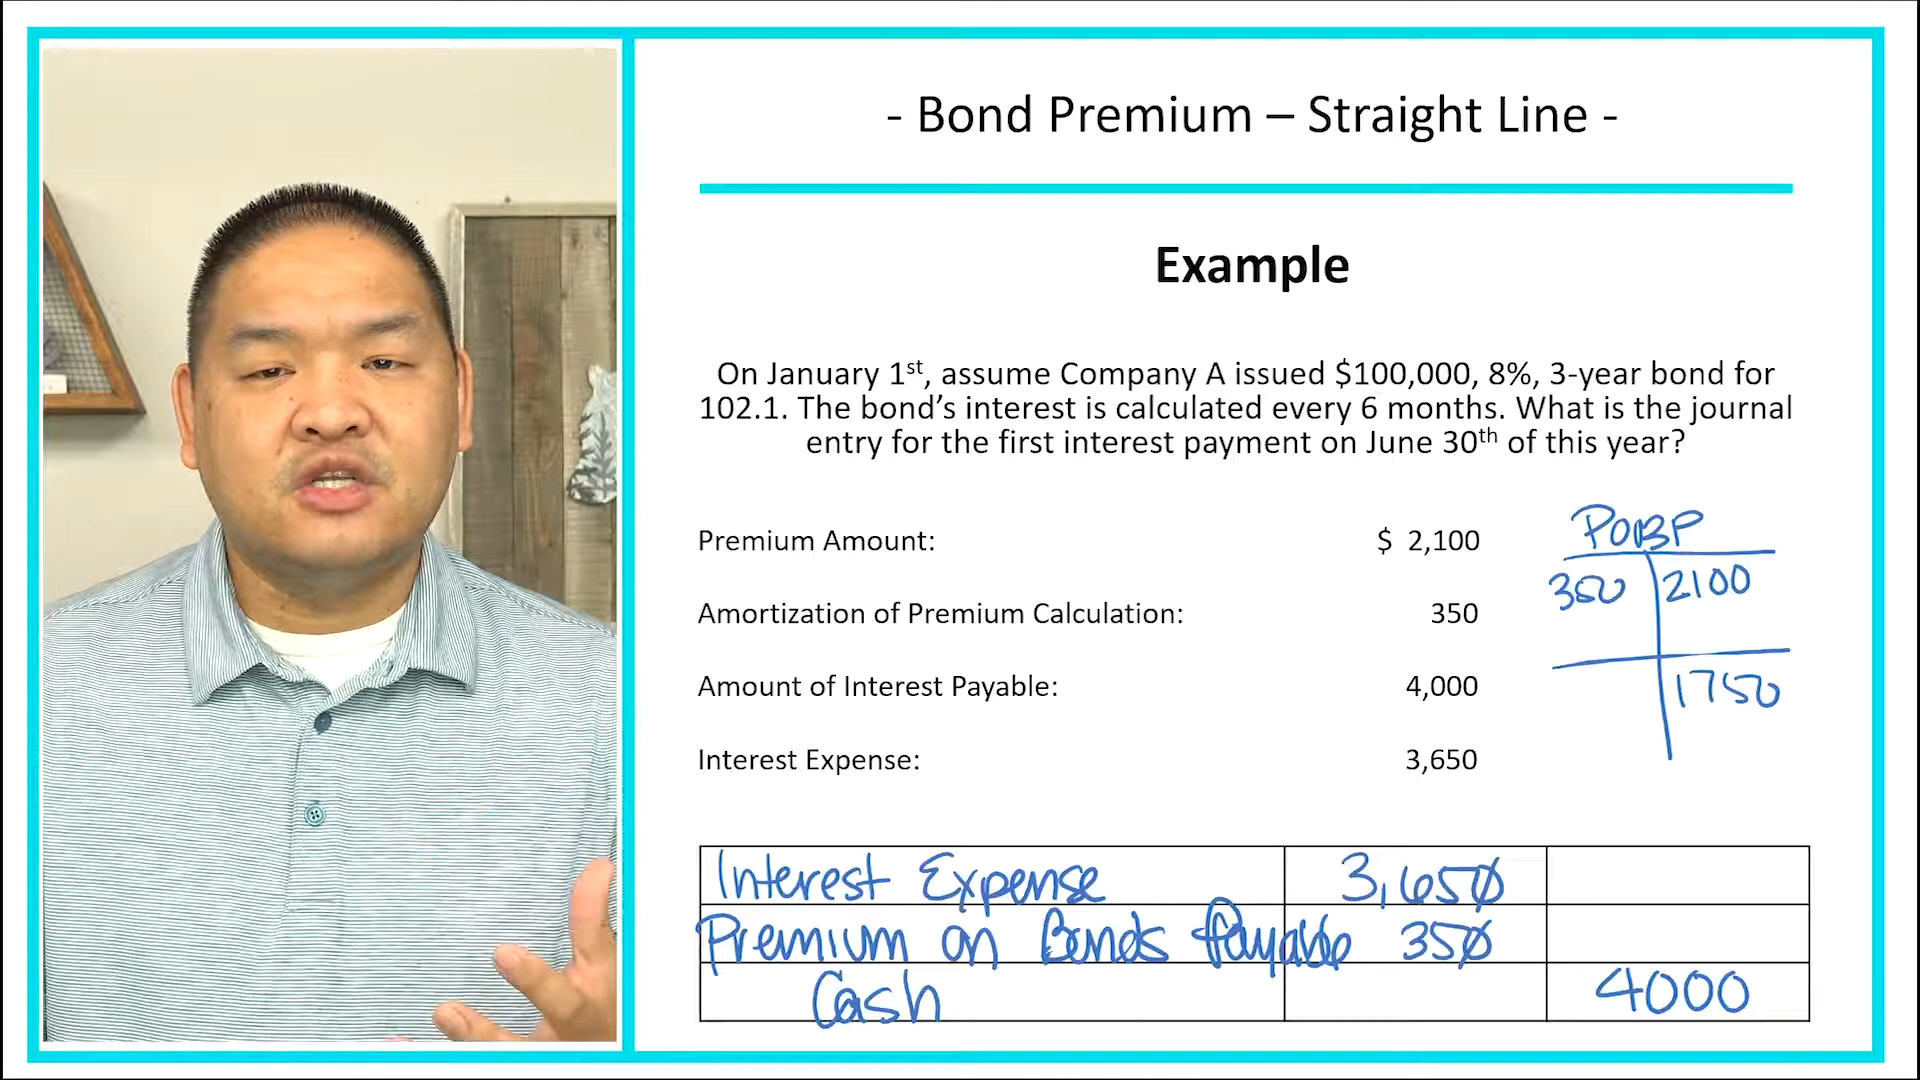 - Bond Premium – Straight Line -
Example
On January 1st, assume Company A issued $100,000, 8%, 3-year bond for
102.1. The bond’s interest is calculated every 6 months. What is the journal
entry for the first interest payment on June 30th of this year?
Premium Amount: $ 2,100
Amortization of Premium Calculation: 350
Amount of Interest Payable: 4,000
Interest Expense: 3,650
POBP
350 2100
1750
Interest Expense 3,650
Premium on Bonds Payable 350
Cash 4000